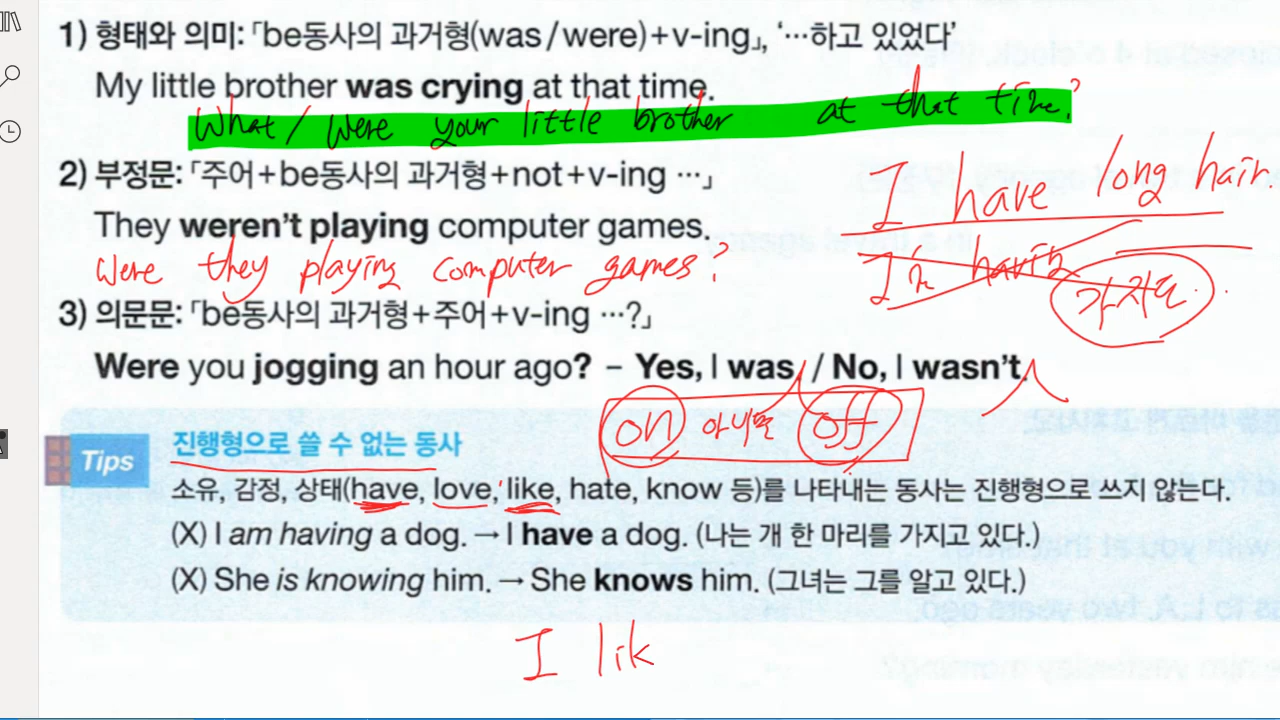 1) 형태와 의미: 「be동사의 과거형(was/were)+v-ing」, ‘…하고 있었다’
My little brother was crying at that time.
What / were your little brother at that time?
2) 부정문: 「주어+be동사의 과거형+not+v-ing …」
I have long hair
They weren't playing computer games.
Were they playing computer games?
I'm having
가지는
3) 의문문: 「be동사의 과거형+주어+v-ing …?」
Were you jogging an hour ago? – Yes, I was. / No, I wasn't.
on 아니면 off
Tips 진행형으로 쓸 수 없는 동사
소유, 감정, 상태(have, love, like, hate, know 등)를 나타내는 동사는 진행형으로 쓰지 않는다.
(X) I am having a dog. → I have a dog. (나는 개 한 마리를 가지고 있다.)
(X) She is knowing him. → She knows him. (그녀는 그를 알고 있다.)
I lik